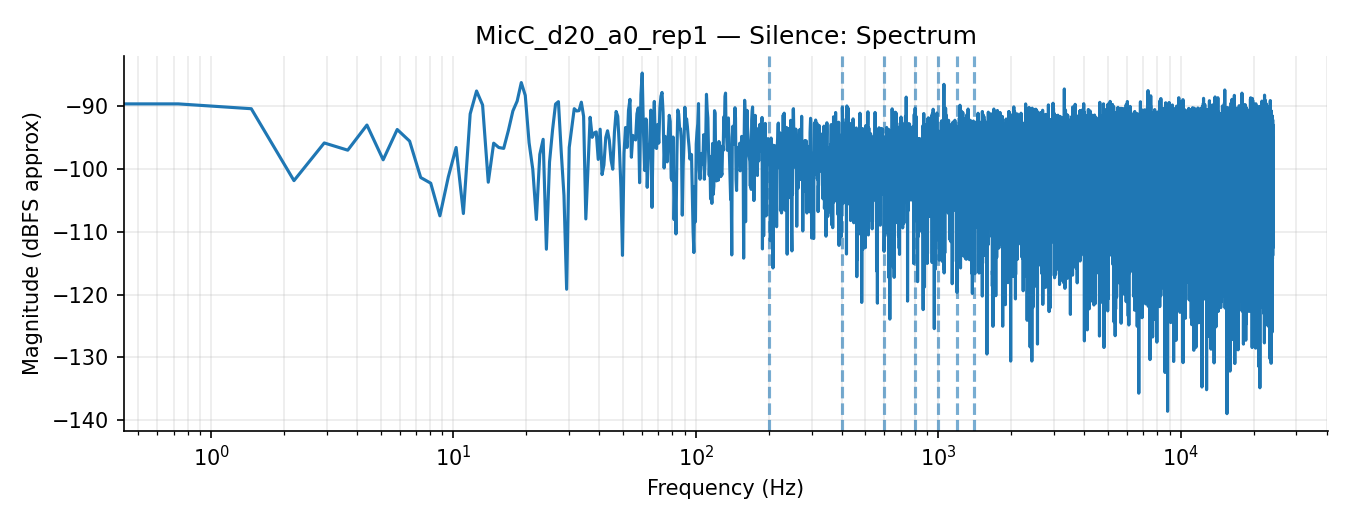 MicC_d20_a0_rep1 — Silence: Spectrum
Magnitude (dBFS approx)
−90
−100
−110
−120
−130
−140
10⁰ 10¹ 10² 10³ 10⁴
Frequency (Hz)